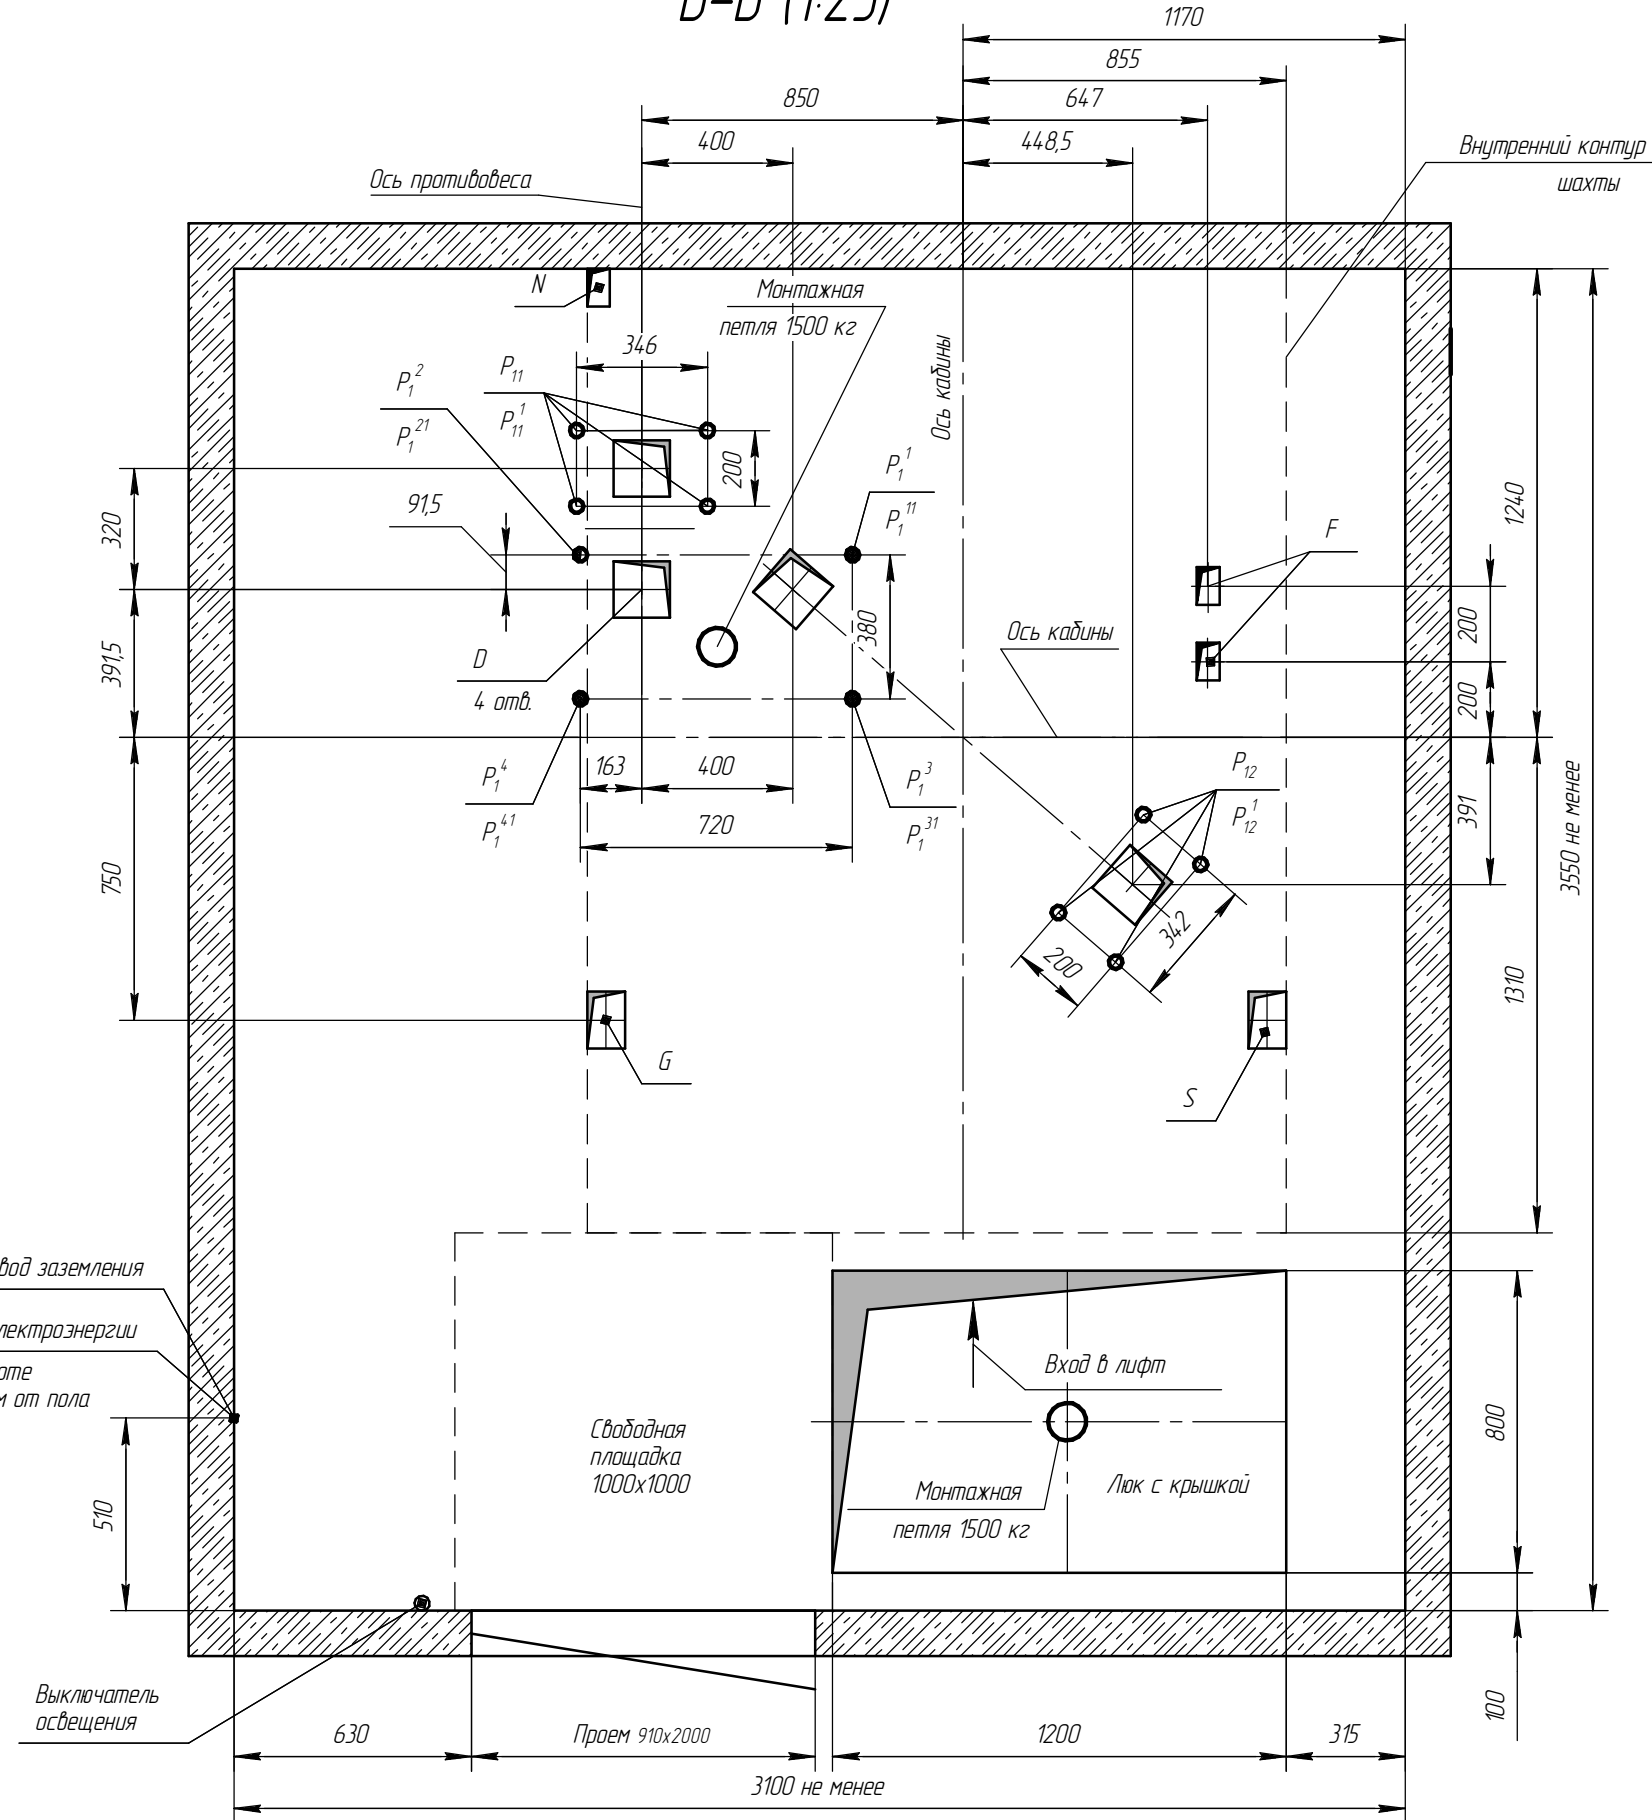 1170
855
850
647
400
448,5
Внутренний контур
шахты
Ось противовеса
N
Монтажная
петля 1500 кг
Ось кабины
346
P₁²
P₁²¹
P₁₁
P₁₁¹
200
P₁¹
P₁¹¹
1240
320
91,5
F
380
Ось кабины
200
391,5
D
4 отв.
200
163
400
P₁⁴
P₁⁴¹
P₁³
P₁³¹
P₁₂
P₁₂¹
391
3550 не менее
720
750
342
200
1310
G
S
вод заземления
лектроэнергии
оте
м от пола
Вход в лифт
Свободная
площадка
1000х1000
800
Монтажная
петля 1500 кг
Люк с крышкой
510
Выключатель
освещения
100
630
Проем 910х2000
1200
315
3100 не менее